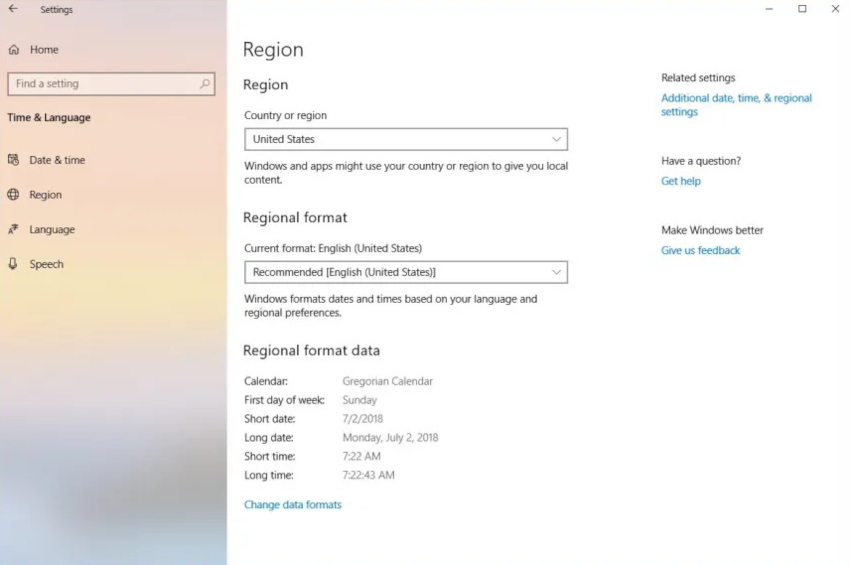 Settings
Home
Find a setting
Time & Language
Date & time
Region
Language
Speech
Region
Region
Country or region
United States
Windows and apps might use your country or region to give you local
content.
Regional format
Current format: English (United States)
Recommended [English (United States)]
Windows formats dates and times based on your language and
regional preferences.
Regional format data
Calendar: Gregorian Calendar
First day of week: Sunday
Short date: 7/2/2018
Long date: Monday, July 2, 2018
Short time: 7:22 AM
Long time: 7:22:43 AM
Change data formats
Related settings
Additional date, time, & regional
settings
Have a question?
Get help
Make Windows better
Give us feedback